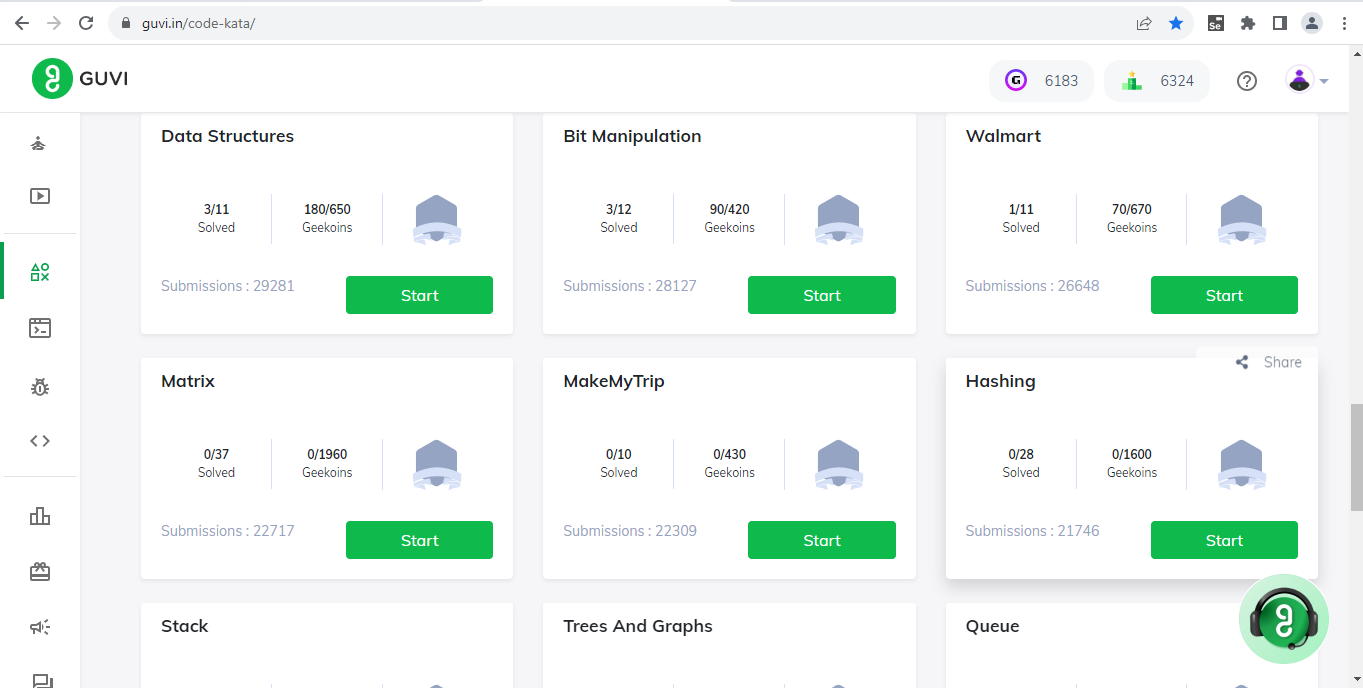 guvi.in/code-kata/
Se
GUVI
G 6183 6324
Data Structures
3/11 180/650
Solved Geekoins
Submissions : 29281 Start
Bit Manipulation
3/12 90/420
Solved Geekoins
Submissions : 28127 Start
Walmart
1/11 70/670
Solved Geekoins
Submissions : 26648 Start
Matrix
0/37 0/1960
Solved Geekoins
Submissions : 22717 Start
MakeMyTrip
0/10 0/430
Solved Geekoins
Submissions : 22309 Start
Share
Hashing
0/28 0/1600
Solved Geekoins
Submissions : 21746 Start
Stack
Trees And Graphs
Queue